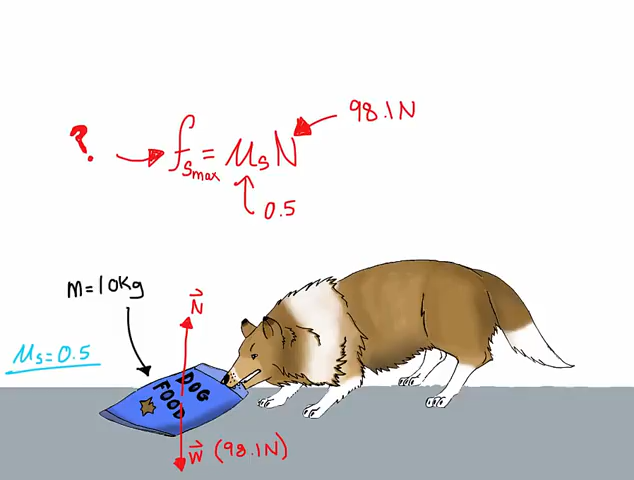 98.1N
?
fsmax = μsN
0.5
m=10Kg
N⃗
μs=0.5
DOG
FOOD
W⃗ (98.1N)